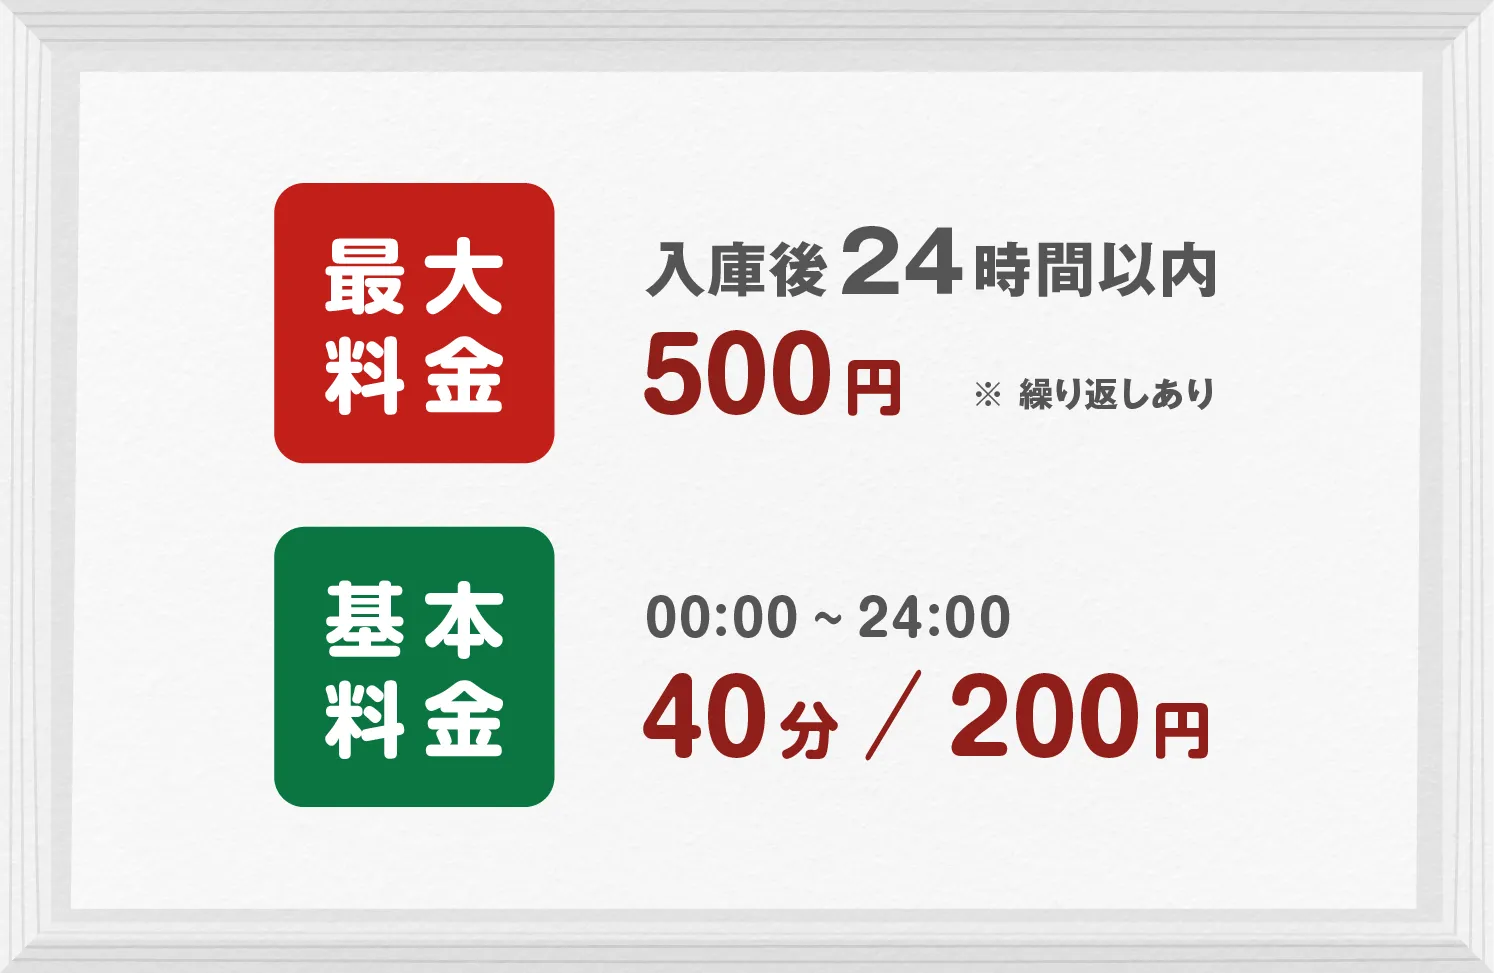 最大
料金
入庫後24時間以内
500円 ※ 繰り返しあり
基本
料金
00:00 ~ 24:00
40分 / 200円